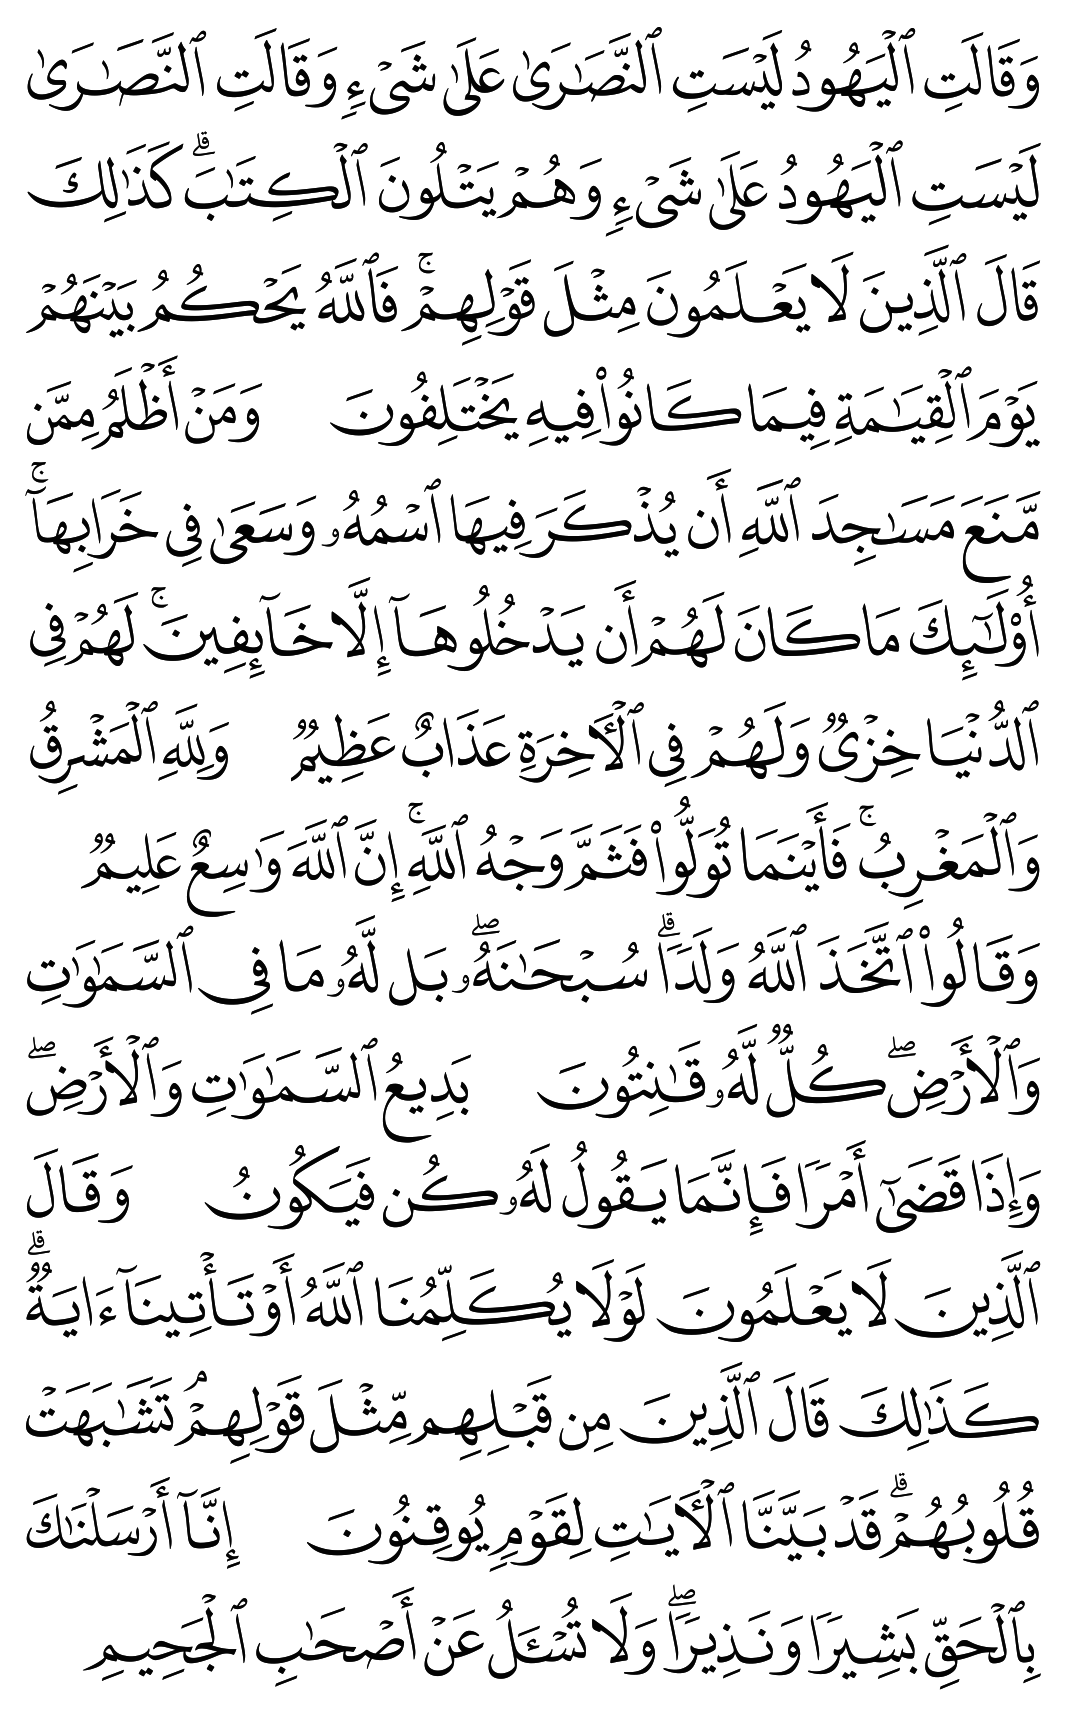 وَقَالَتِ ٱلۡيَهُودُ لَيۡسَتِ ٱلنَّصَٰرَىٰ عَلَىٰ شَيۡءٖ وَقَالَتِ ٱلنَّصَٰرَىٰ
لَيۡسَتِ ٱلۡيَهُودُ عَلَىٰ شَيۡءٖ وَهُمۡ يَتۡلُونَ ٱلۡكِتَٰبَۗ كَذَٰلِكَ
قَالَ ٱلَّذِينَ لَا يَعۡلَمُونَ مِثۡلَ قَوۡلِهِمۡۚ فَٱللَّهُ يَحۡكُمُ بَيۡنَهُمۡ
يَوۡمَ ٱلۡقِيَٰمَةِ فِيمَا كَانُواْ فِيهِ يَخۡتَلِفُونَ وَمَنۡ أَظۡلَمُ مِمَّن
مَّنَعَ مَسَٰجِدَ ٱللَّهِ أَن يُذۡكَرَ فِيهَا ٱسۡمُهُۥ وَسَعَىٰ فِي خَرَابِهَآۚ
أُوْلَٰٓئِكَ مَا كَانَ لَهُمۡ أَن يَدۡخُلُوهَآ إِلَّا خَآئِفِينَۚ لَهُمۡ فِي
ٱلدُّنۡيَا خِزۡيٞ وَلَهُمۡ فِي ٱلۡأٓخِرَةِ عَذَابٌ عَظِيمٞ وَلِلَّهِ ٱلۡمَشۡرِقُ
وَٱلۡمَغۡرِبُۚ فَأَيۡنَمَا تُوَلُّواْ فَثَمَّ وَجۡهُ ٱللَّهِۚ إِنَّ ٱللَّهَ وَٰسِعٌ عَلِيمٞ
وَقَالُواْ ٱتَّخَذَ ٱللَّهُ وَلَدٗاۗ سُبۡحَٰنَهُۥۖ بَل لَّهُۥ مَا فِي ٱلسَّمَٰوَٰتِ
وَٱلۡأَرۡضِۖ كُلّٞ لَّهُۥ قَٰنِتُونَ بَدِيعُ ٱلسَّمَٰوَٰتِ وَٱلۡأَرۡضِۖ
وَإِذَا قَضَىٰٓ أَمۡرٗا فَإِنَّمَا يَقُولُ لَهُۥ كُن فَيَكُونُ وَقَالَ
ٱلَّذِينَ لَا يَعۡلَمُونَ لَوۡلَا يُكَلِّمُنَا ٱللَّهُ أَوۡ تَأۡتِينَآ ءَايَةٞۗ
كَذَٰلِكَ قَالَ ٱلَّذِينَ مِن قَبۡلِهِم مِّثۡلَ قَوۡلِهِمۡۘ تَشَٰبَهَتۡ
قُلُوبُهُمۡۗ قَدۡ بَيَّنَّا ٱلۡأٓيَٰتِ لِقَوۡمٖ يُوقِنُونَ إِنَّآ أَرۡسَلۡنَٰكَ
بِٱلۡحَقِّ بَشِيرٗا وَنَذِيرٗاۖ وَلَا تُسۡـَٔلُ عَنۡ أَصۡحَٰبِ ٱلۡجَحِيمِ